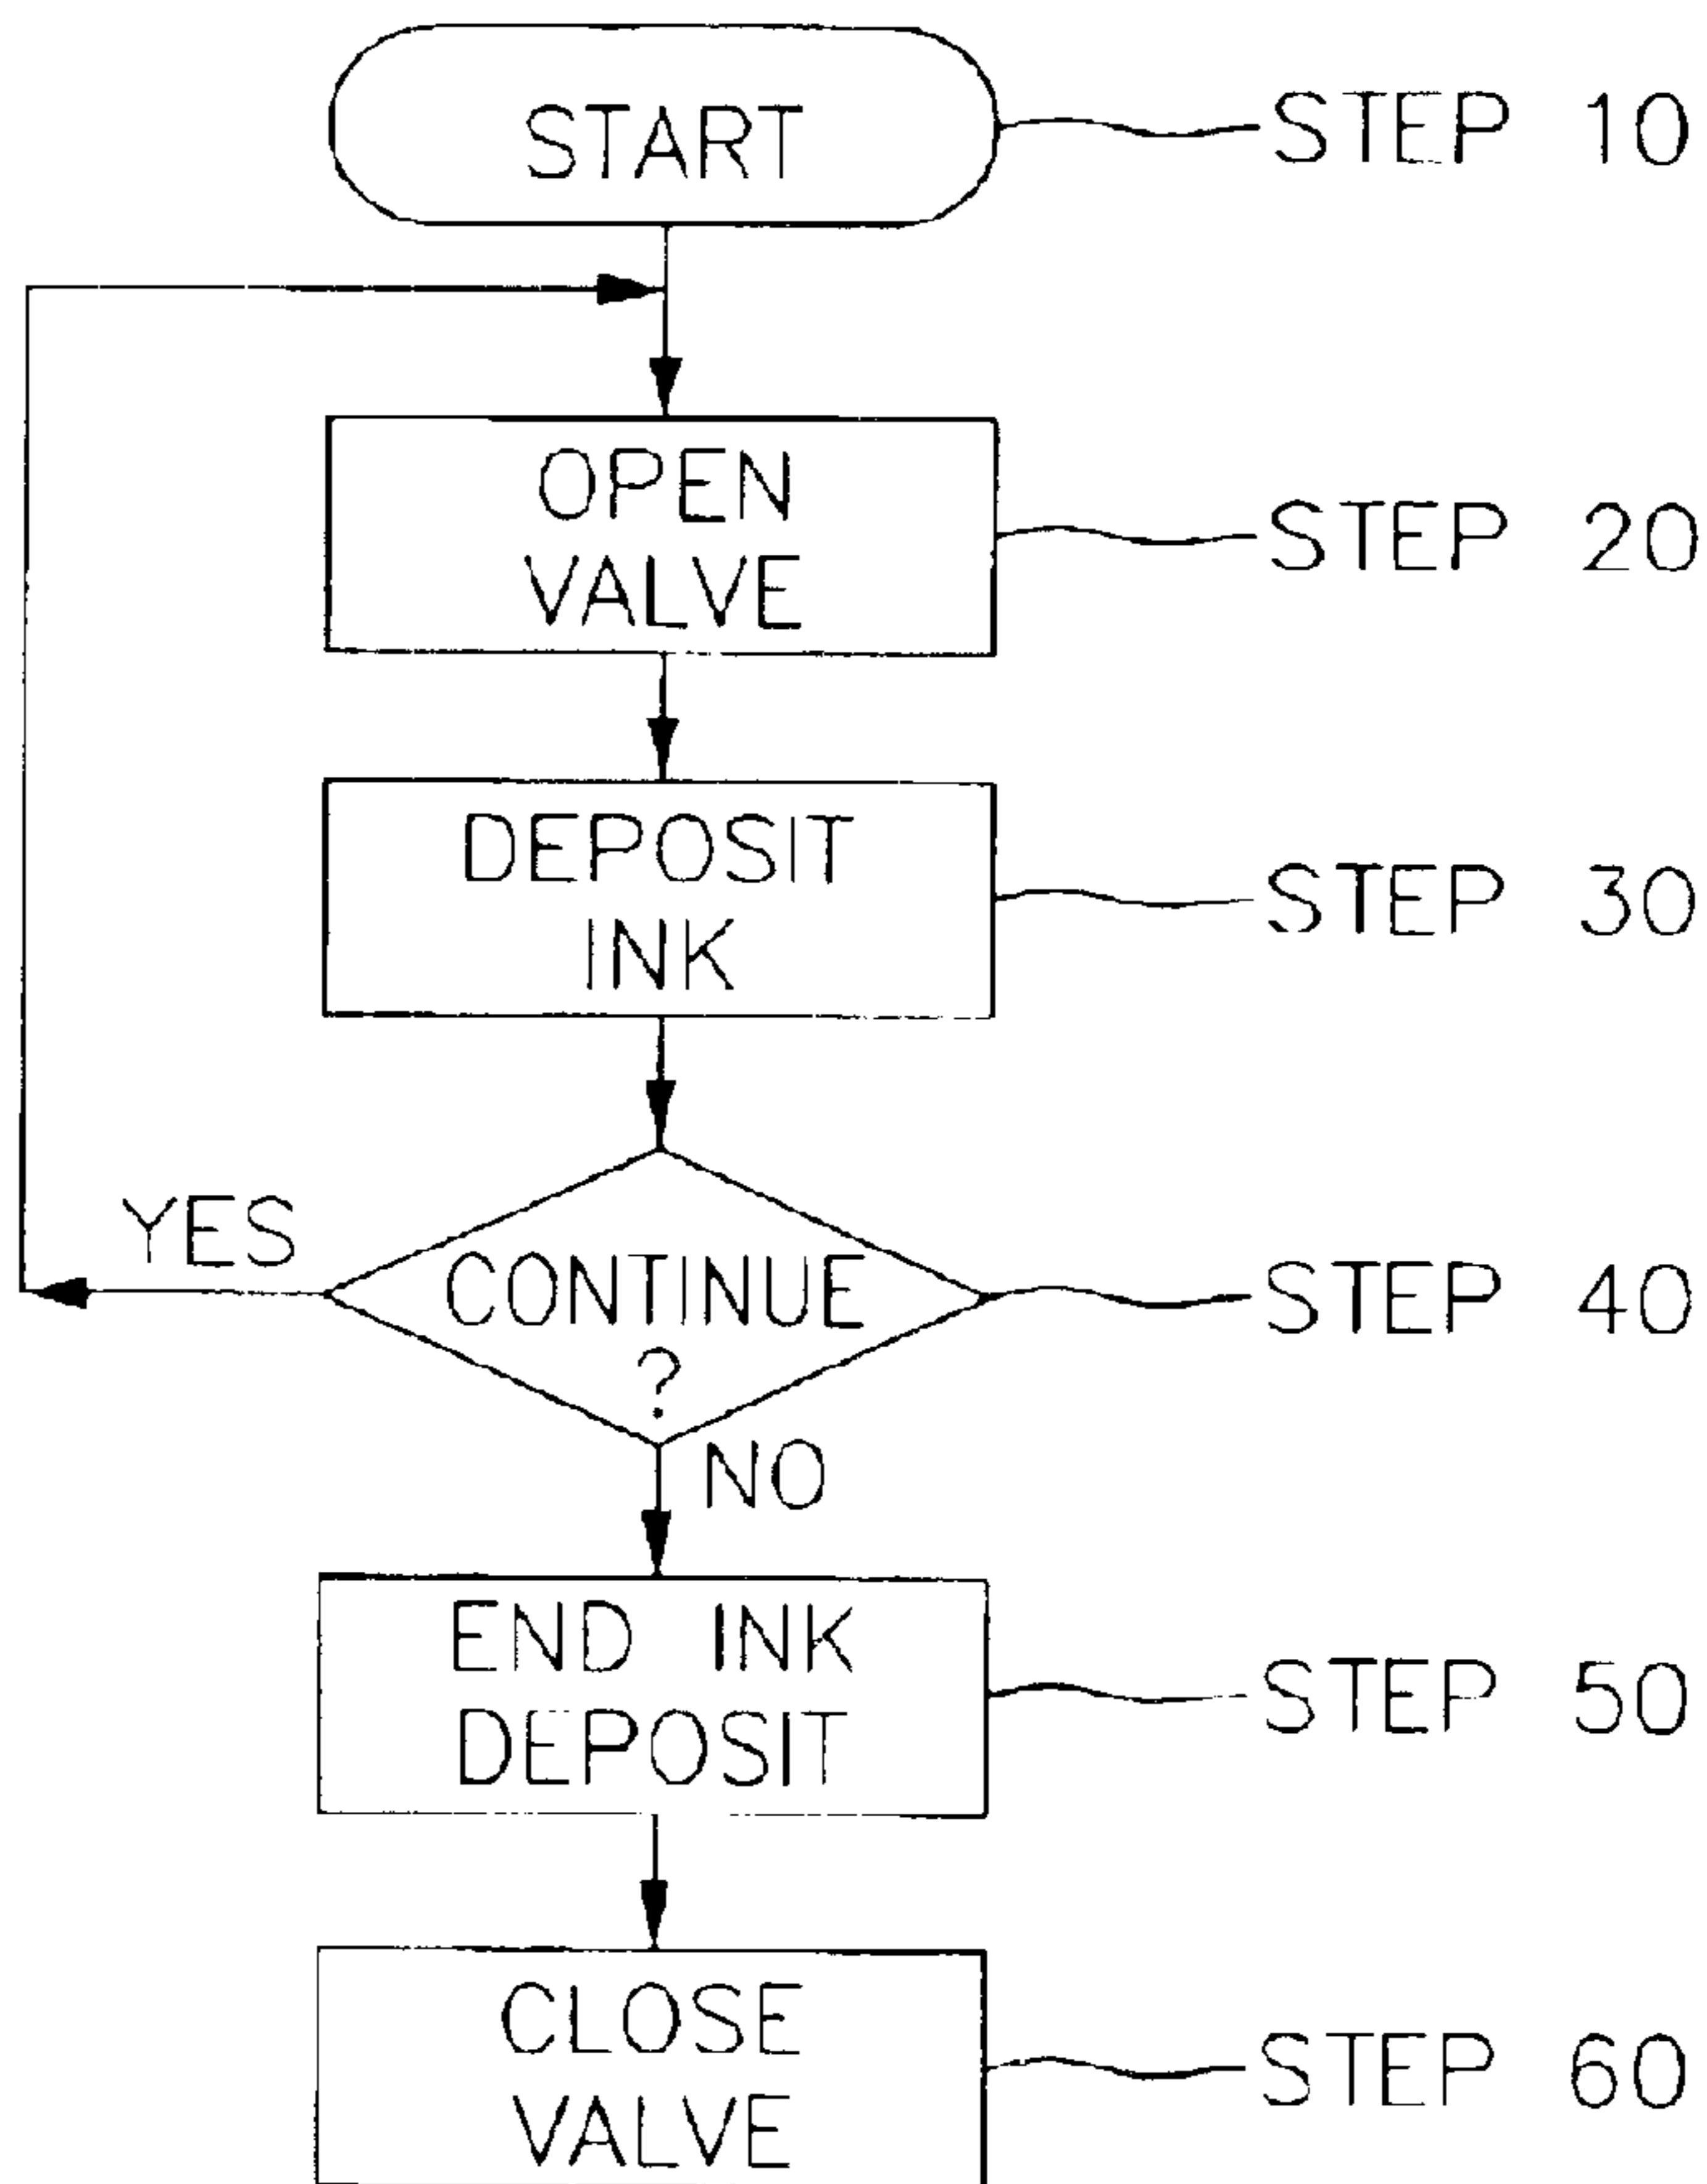 START
STEP 10
OPEN
VALVE
STEP 20
DEPOSIT
INK
STEP 30
YES
CONTINUE
?
STEP 40
NO
END INK
DEPOSIT
STEP 50
CLOSE
VALVE
STEP 60